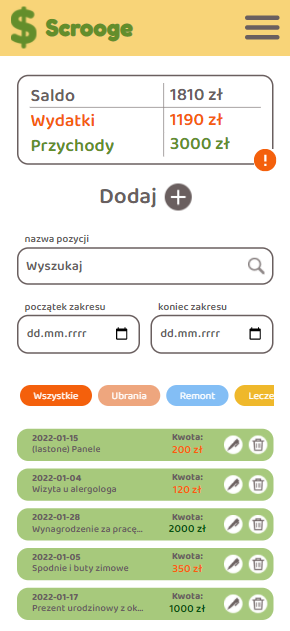 Scrooge
Saldo 1810 zł
Wydatki 1190 zł
Przychody 3000 zł
!
Dodaj
nazwa pozycji
Wyszukaj
początek zakresu koniec zakresu
dd.mm.rrrr dd.mm.rrrr
Wszystkie Ubrania Remont Lecze
2022-01-15 Kwota:
(lastone) Panele 200 zł
2022-01-04 Kwota:
Wizyta u alergologa 120 zł
2022-01-28 Kwota:
Wynagrodzenie za pracę... 2000 zł
2022-01-05 Kwota:
Spodnie i buty zimowe 350 zł
2022-01-17 Kwota:
Prezent urodzinowy z ok... 1000 zł